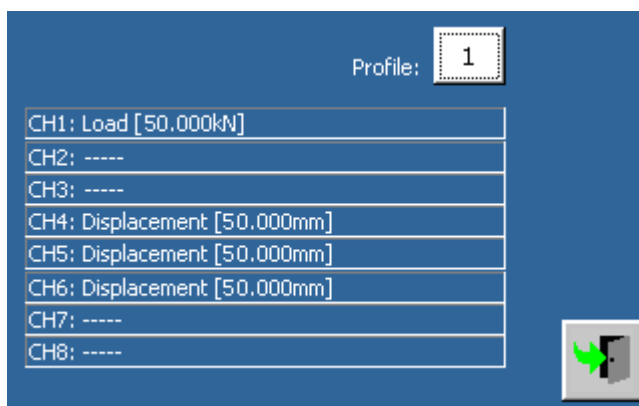 Profile: 1
CH1: Load [50.000kN]
CH2: -----
CH3: -----
CH4: Displacement [50.000mm]
CH5: Displacement [50.000mm]
CH6: Displacement [50.000mm]
CH7: -----
CH8: -----